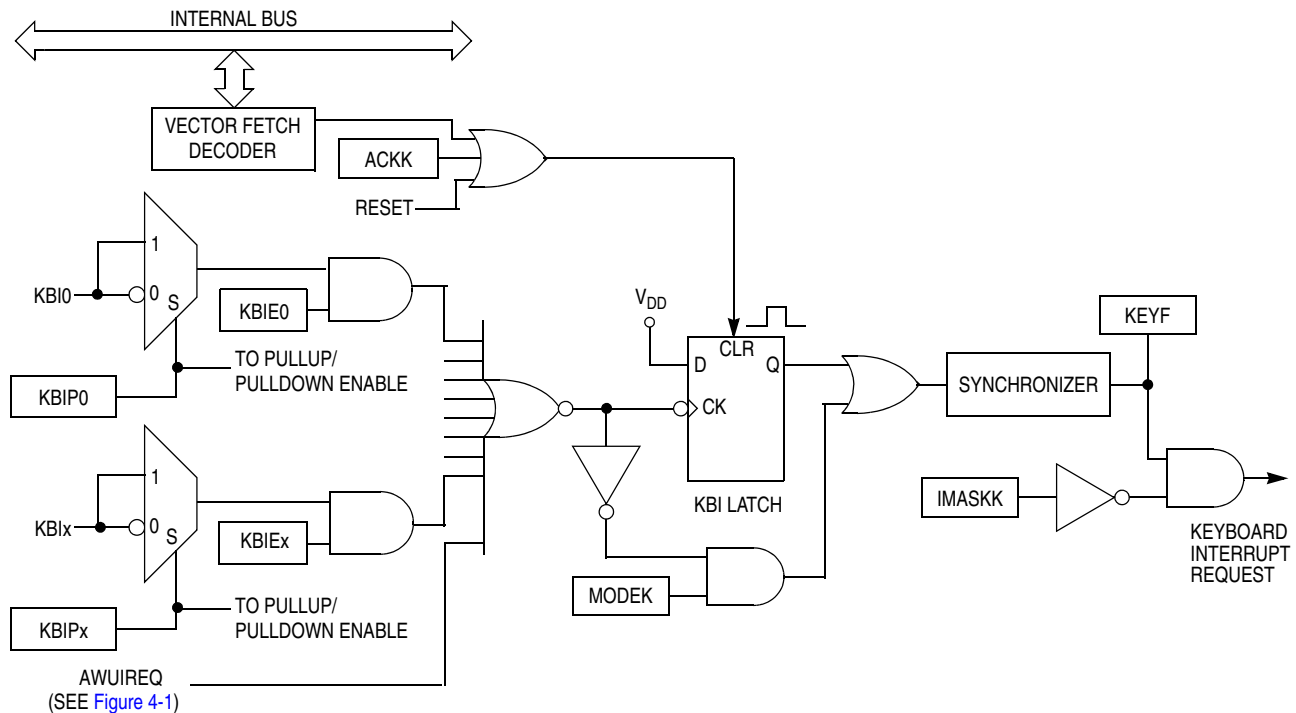 INTERNAL BUS
VECTOR FETCH
DECODER
ACKK
RESET
1
KBI0
0
S
KBIE0
TO PULLUP/
PULLDOWN ENABLE
KBIP0
VDD
CLR
D
Q
CK
KBI LATCH
KEYF
SYNCHRONIZER
1
KBIx
0
S
KBIEx
TO PULLUP/
PULLDOWN ENABLE
KBIPx
MODEK
IMASKK
KEYBOARD
INTERRUPT
REQUEST
AWUIREQ
(SEE Figure 4-1)